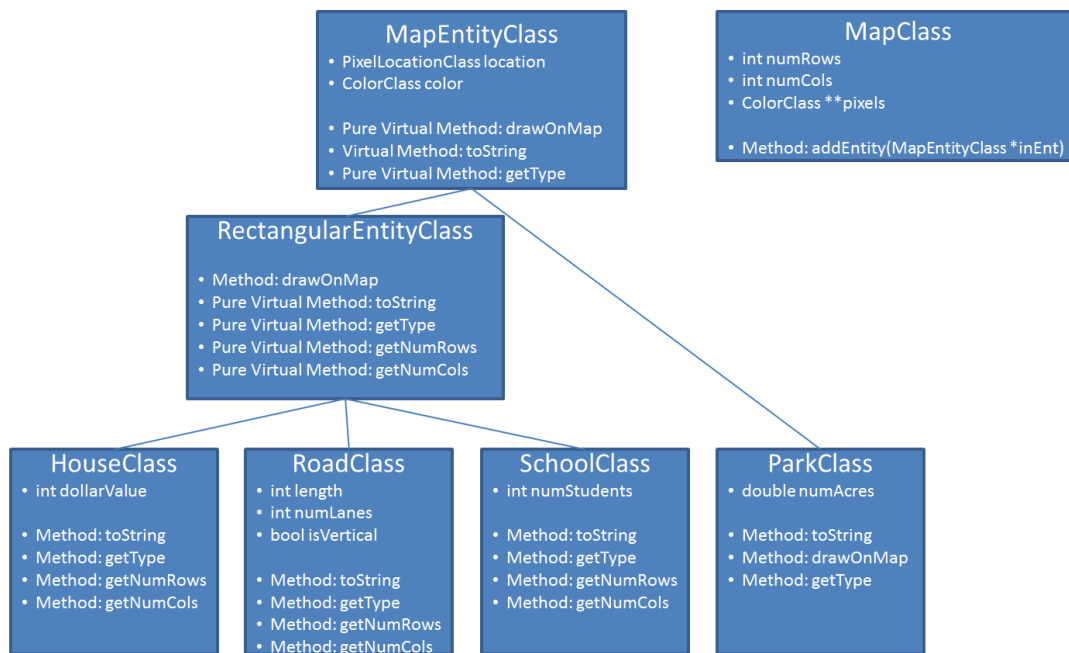 MapEntityClass
• PixelLocationClass location
• ColorClass color
• Pure Virtual Method: drawOnMap
• Virtual Method: toString
• Pure Virtual Method: getType
MapClass
• int numRows
• int numCols
• ColorClass **pixels
• Method: addEntity(MapEntityClass *inEnt)
RectangularEntityClass
• Method: drawOnMap
• Pure Virtual Method: toString
• Pure Virtual Method: getType
• Pure Virtual Method: getNumRows
• Pure Virtual Method: getNumCols
HouseClass
• int dollarValue
• Method: toString
• Method: getType
• Method: getNumRows
• Method: getNumCols
RoadClass
• int length
• int numLanes
• bool isVertical
• Method: toString
• Method: getType
• Method: getNumRows
• Method: getNumCols
SchoolClass
• int numStudents
• Method: toString
• Method: getType
• Method: getNumRows
• Method: getNumCols
ParkClass
• double numAcres
• Method: toString
• Method: drawOnMap
• Method: getType